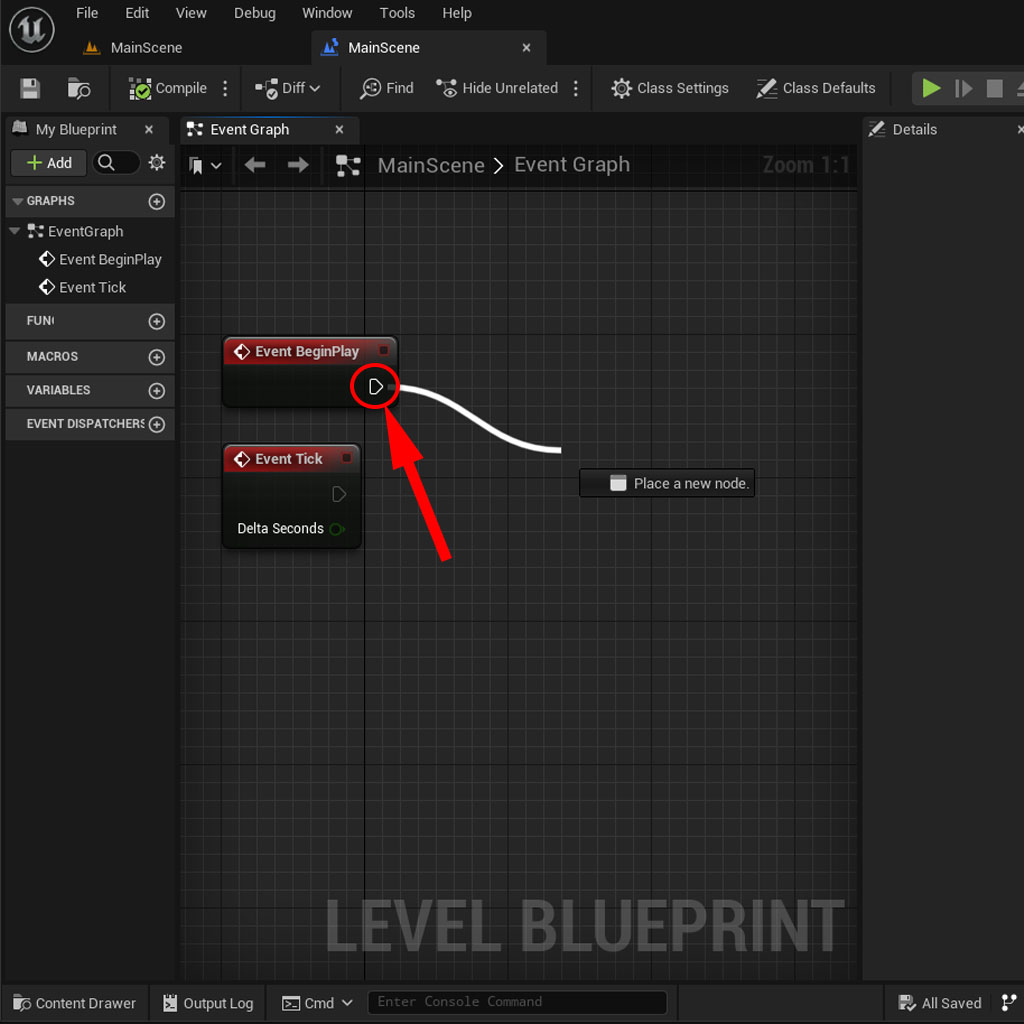 File Edit View Debug Window Tools Help
MainScene MainScene
Compile Diff Find Hide Unrelated Class Settings Class Defaults
My Blueprint Event Graph Details
Add MainScene Event Graph Zoom 1:1
GRAPHS
EventGraph
Event BeginPlay
Event Tick
FUNC
MACROS
VARIABLES
EVENT DISPATCHERS
Event BeginPlay
Event Tick
Delta Seconds
Place a new node.
LEVEL BLUEPRINT
Content Drawer Output Log Cmd Enter Console Command All Saved